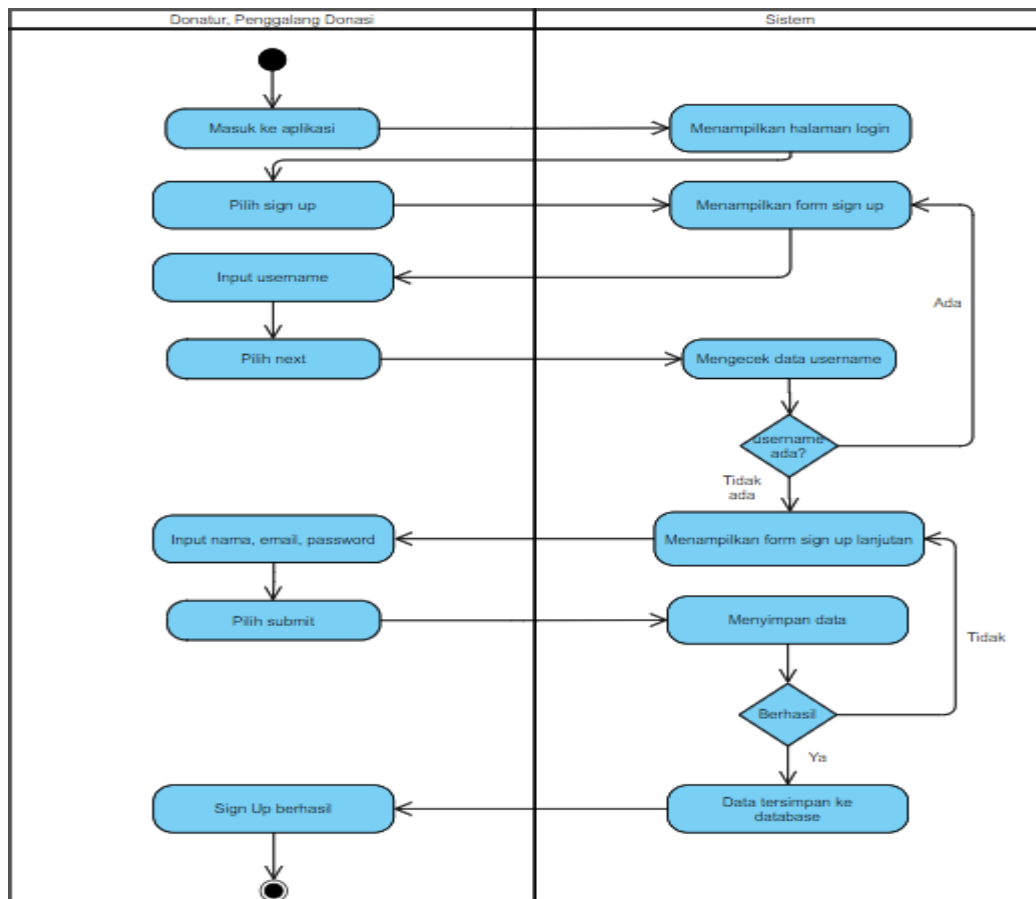 Donatur, Penggalang Donasi
Sistem
Masuk ke aplikasi
Menampilkan halaman login
Pilih sign up
Menampilkan form sign up
Input username
Ada
Pilih next
Mengecek data username
username
ada?
Tidak
ada
Input nama, email, password
Menampilkan form sign up lanjutan
Pilih submit
Menyimpan data
Tidak
Berhasil
Ya
Sign Up berhasil
Data tersimpan ke
database